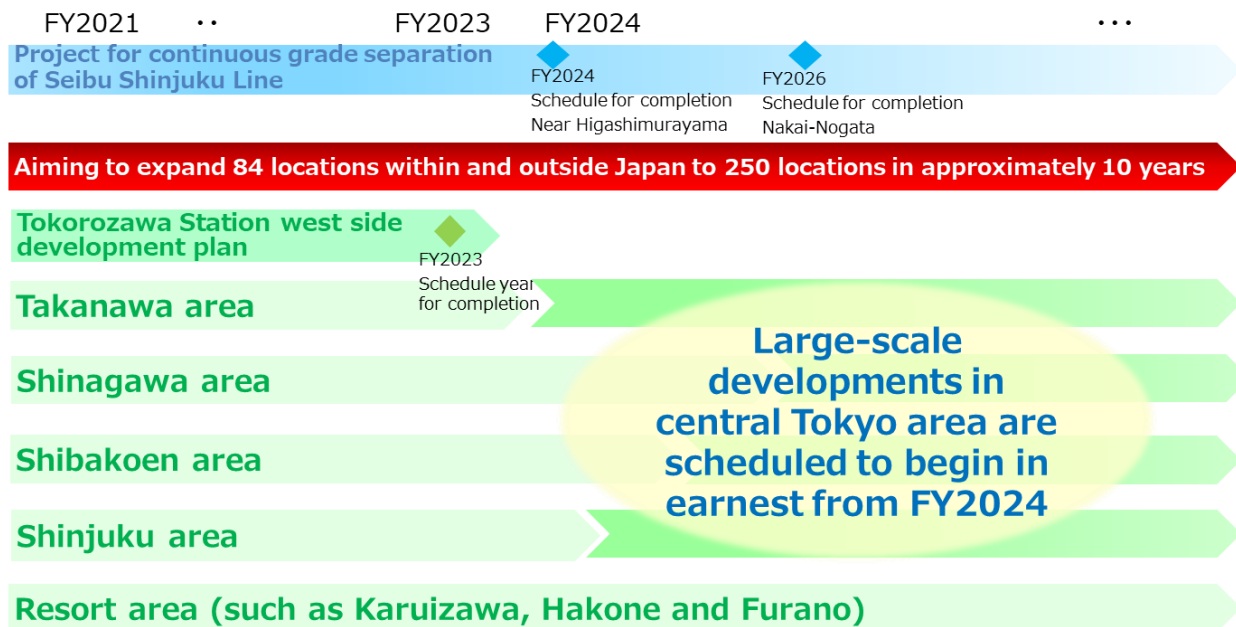 FY2021 ・・ FY2023 FY2024 ・・・
Project for continuous grade separation
of Seibu Shinjuku Line
FY2024
Schedule for completion
Near Higashimurayama
FY2026
Schedule for completion
Nakai-Nogata
Aiming to expand 84 locations within and outside Japan to 250 locations in approximately 10 years
Tokorozawa Station west side
development plan
FY2023
Schedule year
for completion
Takanawa area
Shinagawa area
Shibakoen area
Shinjuku area
Large-scale
developments in
central Tokyo area are
scheduled to begin in
earnest from FY2024
Resort area (such as Karuizawa, Hakone and Furano)